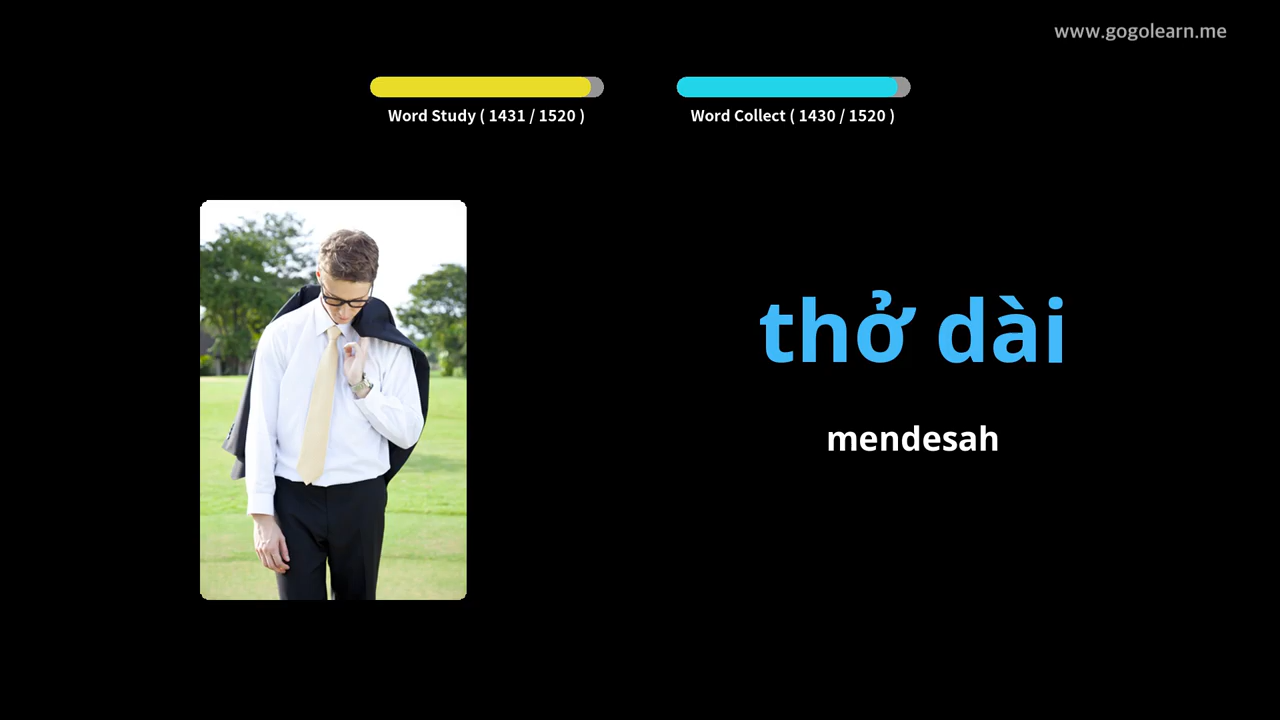 www.gogolearn.me
Word Study ( 1431 / 1520 )
Word Collect ( 1430 / 1520 )
thở dài
mendesah